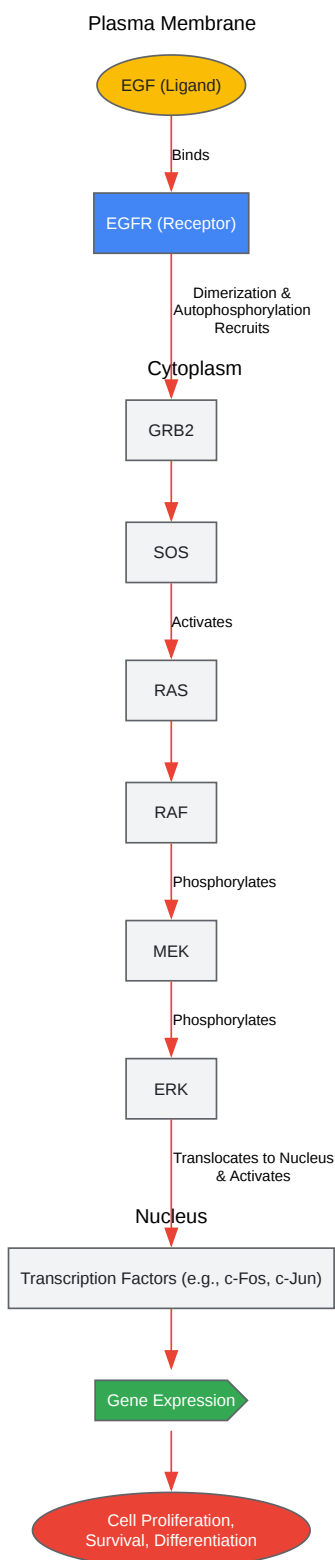 Plasma Membrane
EGF (Ligand)
Binds
EGFR (Receptor)
Dimerization &
Autophosphorylation
Recruits
Cytoplasm
GRB2
SOS
Activates
RAS
RAF
Phosphorylates
MEK
Phosphorylates
ERK
Translocates to Nucleus
& Activates
Nucleus
Transcription Factors (e.g., c-Fos, c-Jun)
Gene Expression
Cell Proliferation,
Survival, Differentiation